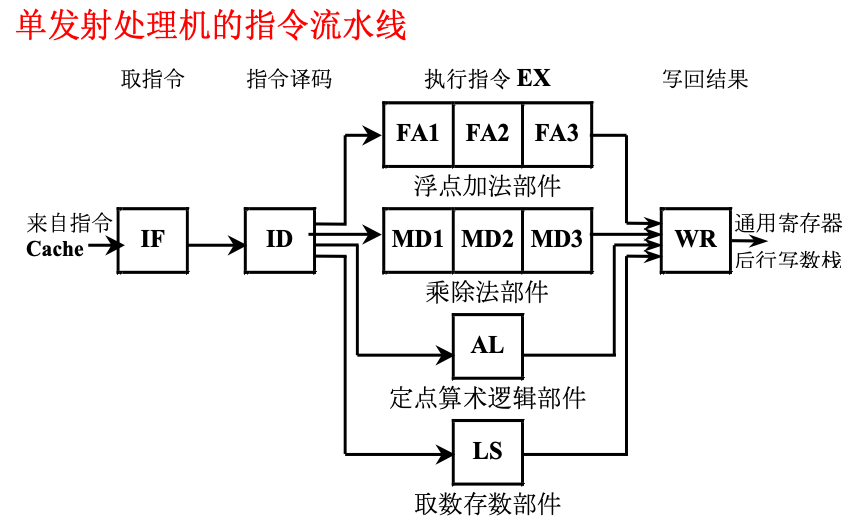 单发射处理机的指令流水线
取指令 指令译码 执行指令 EX 写回结果
FA1 FA2 FA3
浮点加法部件
来自指令
Cache
IF ID MD1 MD2 MD3 WR
通用寄存器
后行写数栈
乘除法部件
AL
定点算术逻辑部件
LS
取数存数部件